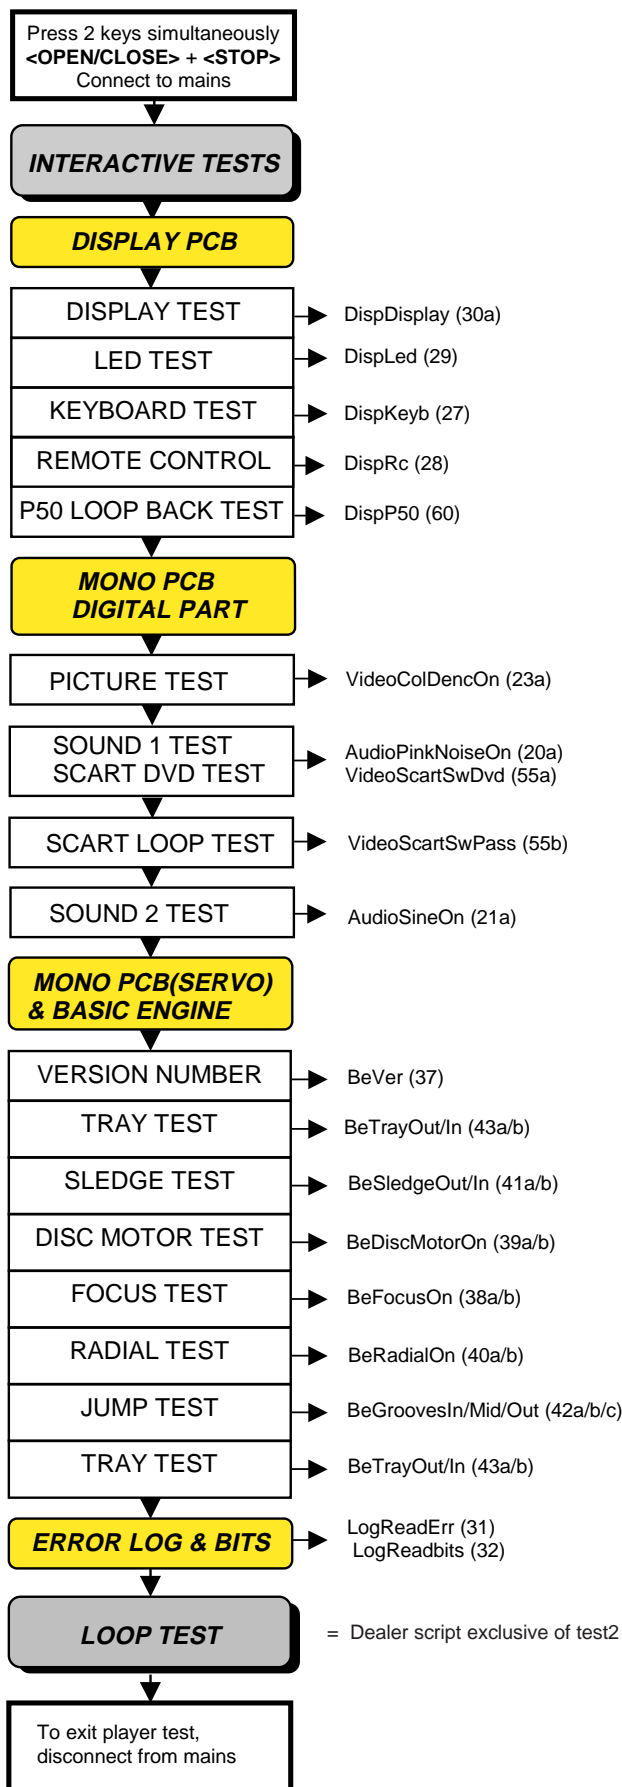 Press 2 keys simultaneously
<OPEN/CLOSE> + <STOP>
Connect to mains
INTERACTIVE TESTS
DISPLAY PCB
DISPLAY TEST
DispDisplay (30a)
LED TEST
DispLed (29)
KEYBOARD TEST
DispKeyb (27)
REMOTE CONTROL
DispRc (28)
P50 LOOP BACK TEST
DispP50 (60)
MONO PCB
DIGITAL PART
PICTURE TEST
VideoColDencOn (23a)
SOUND 1 TEST
SCART DVD TEST
AudioPinkNoiseOn (20a)
VideoScartSwDvd (55a)
SCART LOOP TEST
VideoScartSwPass (55b)
SOUND 2 TEST
AudioSineOn (21a)
MONO PCB(SERVO)
& BASIC ENGINE
VERSION NUMBER
BeVer (37)
TRAY TEST
BeTrayOut/In (43a/b)
SLEDGE TEST
BeSledgeOut/In (41a/b)
DISC MOTOR TEST
BeDiscMotorOn (39a/b)
FOCUS TEST
BeFocusOn (38a/b)
RADIAL TEST
BeRadialOn (40a/b)
JUMP TEST
BeGroovesIn/Mid/Out (42a/b/c)
TRAY TEST
BeTrayOut/In (43a/b)
ERROR LOG & BITS
LogReadErr (31)
LogReadbits (32)
LOOP TEST
= Dealer script exclusive of test2
To exit player test,
disconnect from mains